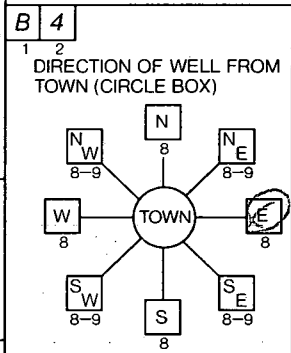 B 4
1 2
DIRECTION OF WELL FROM
TOWN (CIRCLE BOX)
N
8
N W
8–9
N E
8–9
W
8
TOWN
E
8
S W
8–9
S E
8–9
S
8